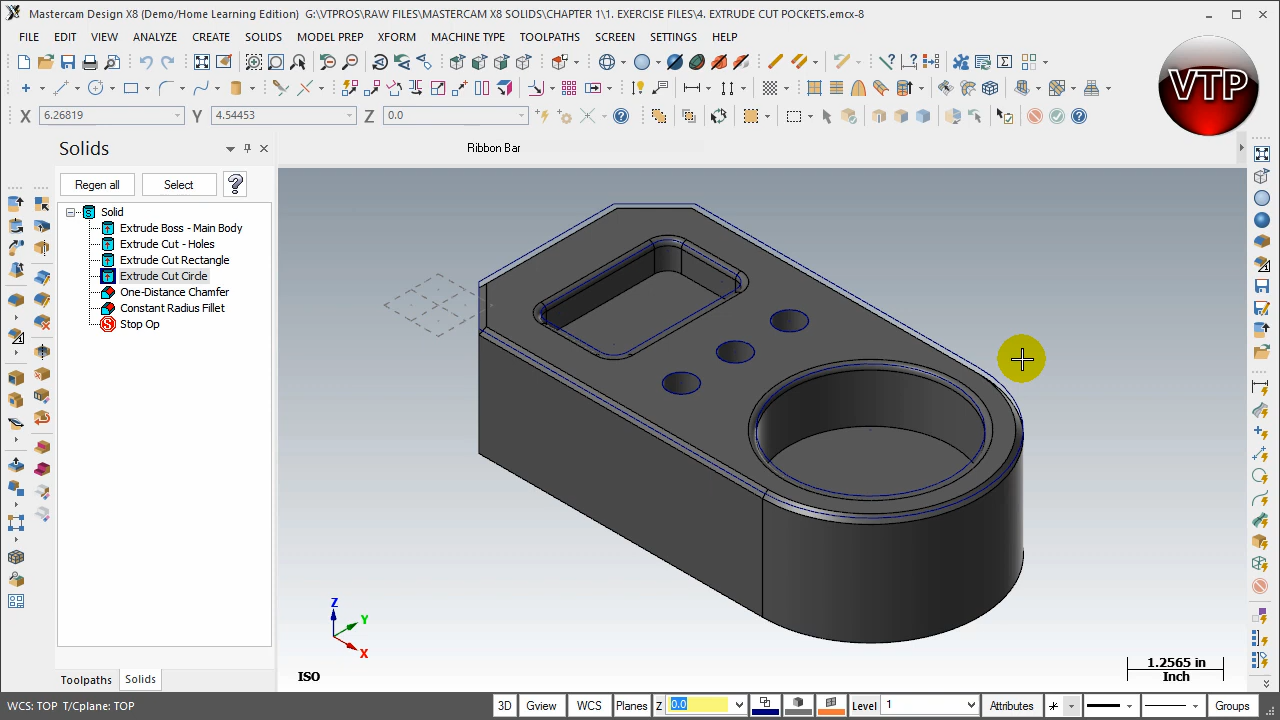 Mastercam Design X8 (Demo/Home Learning Edition)  G:\VTPROS\RAW FILES\MASTERCAM X8 SOLIDS\CHAPTER 1\1. EXERCISE FILES\4. EXTRUDE CUT POCKETS.emcx-8
FILE EDIT VIEW ANALYZE CREATE SOLIDS MODEL PREP XFORM MACHINE TYPE TOOLPATHS SCREEN SETTINGS HELP
VTP
X 6.26819 Y 4.54453 Z 0.0
Solids
Ribbon Bar
Regen all Select ?
Solid
Extrude Boss - Main Body
Extrude Cut - Holes
Extrude Cut Rectangle
Extrude Cut Circle
One-Distance Chamfer
Constant Radius Fillet
Stop Op
Z
Y
X
ISO
1.2565 in
Inch
Toolpaths Solids
WCS: TOP T/Cplane: TOP
3D Gview WCS Planes Z 0.0 Level 1 Attributes Groups